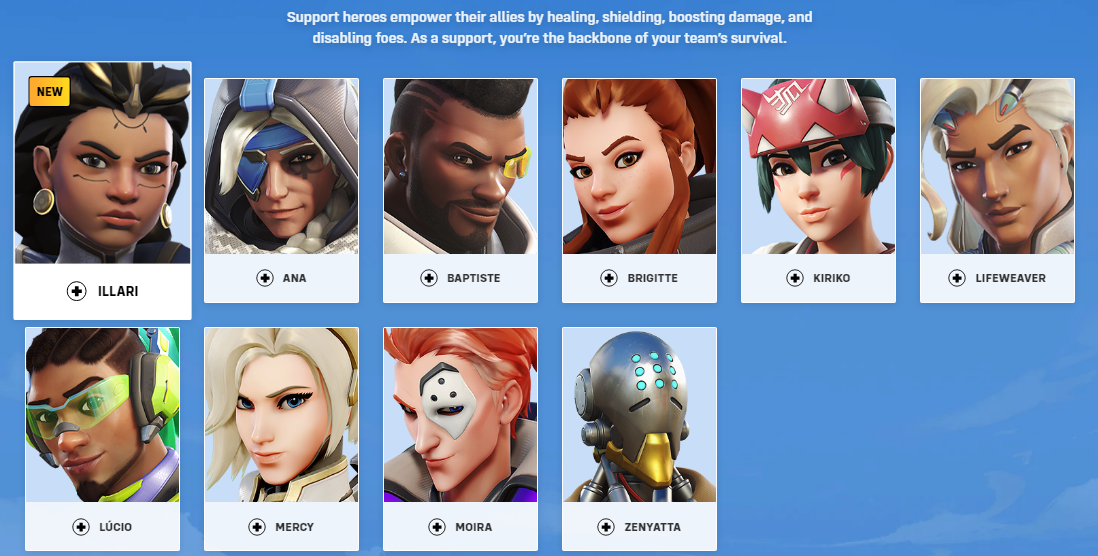 Support heroes empower their allies by healing, shielding, boosting damage, and
disabling foes. As a support, you're the backbone of your team's survival.
NEW
ILLARI
ANA
BAPTISTE
BRIGITTE
KIRIKO
LIFEWEAVER
LÚCIO
MERCY
MOIRA
ZENYATTA